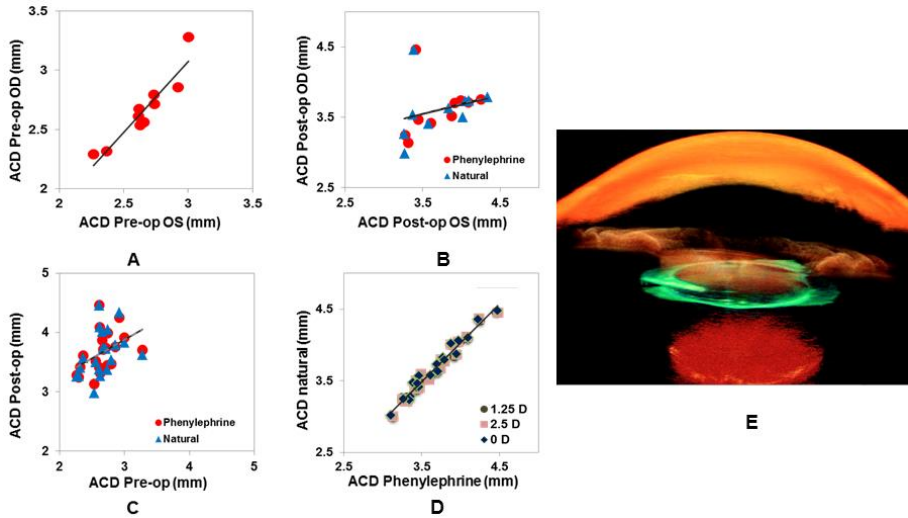 3.5
3
2.5
2
2
2.5
3
3.5
ACD Pre-op OD (mm)
ACD Pre-op OS (mm)
A
4.5
3.5
2.5
2.5
3.5
4.5
ACD Post-op OD (mm)
Phenylephrine
Natural
ACD Post-op OS (mm)
B
5
4
3
2
2
3
4
5
ACD Post-op (mm)
Phenylephrine
Natural
ACD Pre-op (mm)
C
4.5
3.5
2.5
2.5
3.5
4.5
ACD natural (mm)
1.25 D
2.5 D
0 D
ACD Phenylephrine (mm)
D
E